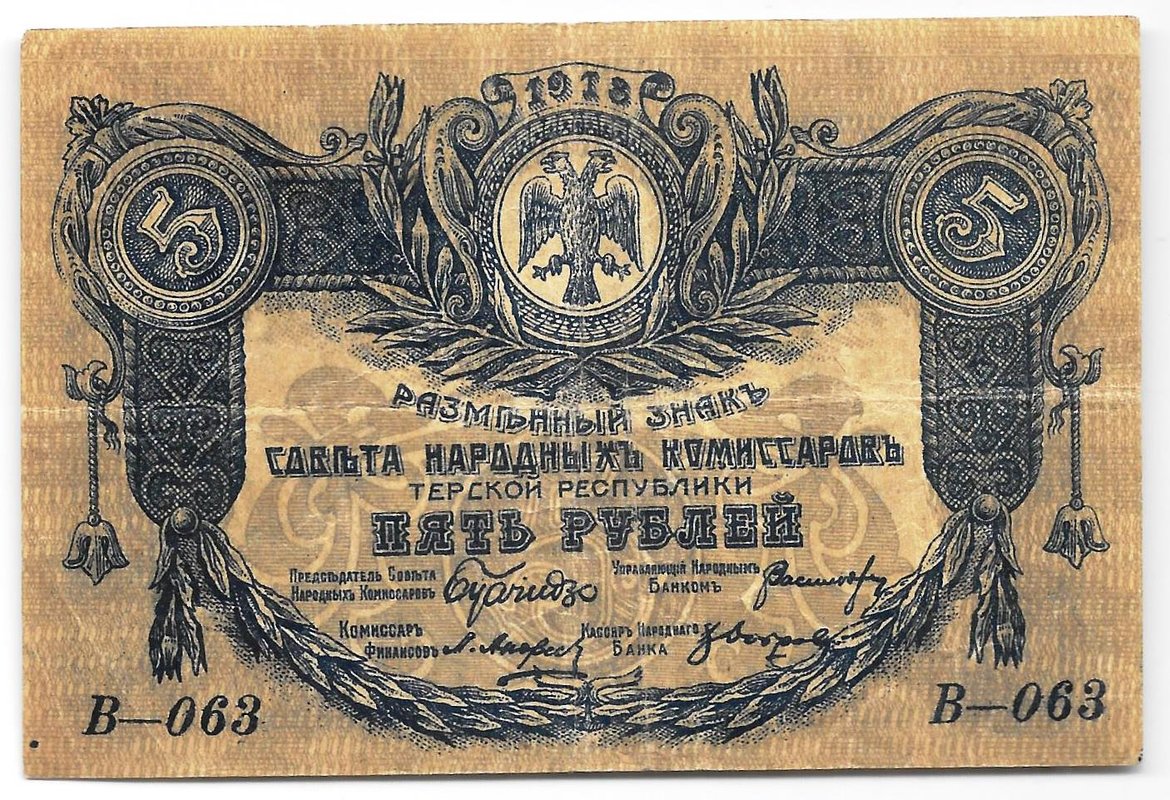 1918
5 5
РАЗМѢННЫЙ ЗНАКЪ
СОВѢТА НАРОДНЫХЪ КОМИССАРОВЪ
ТЕРСКОЙ РЕСПУБЛИКИ
ПЯТЬ РУБЛЕЙ
ПРЕДСѢДАТЕЛЬ СОВѢТА
НАРОДНЫХЪ КОМИССАРОВЪ
Буачидзе
УПРАВЛЯЮЩІЙ НАРОДНЫМЪ
БАНКОМЪ
КОМИССАРЪ
ФИНАНСОВЪ
КАССИРЪ НАРОДНАГО
БАНКА
В—063 В—063